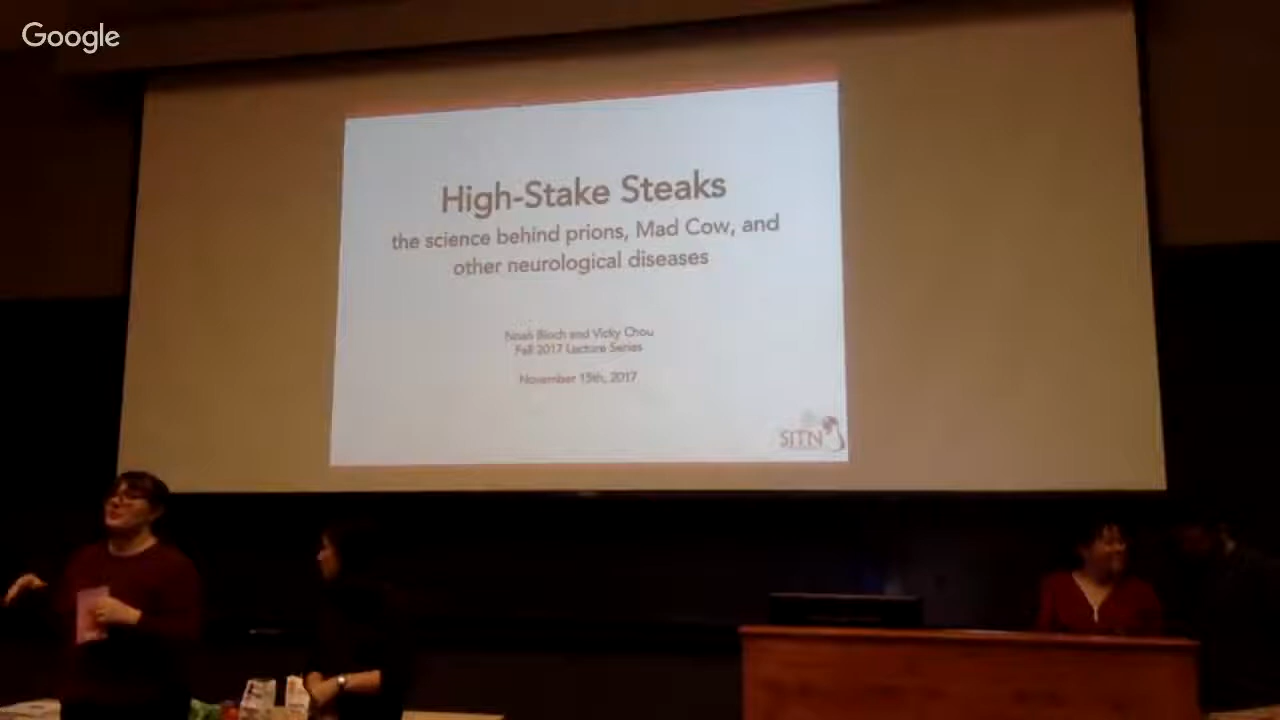 Google
High-Stake Steaks
the science behind prions, Mad Cow, and
other neurological diseases
Noah Bloch and Vicky Chou
Fall 2017 Lecture Series
November 15th, 2017
SITN